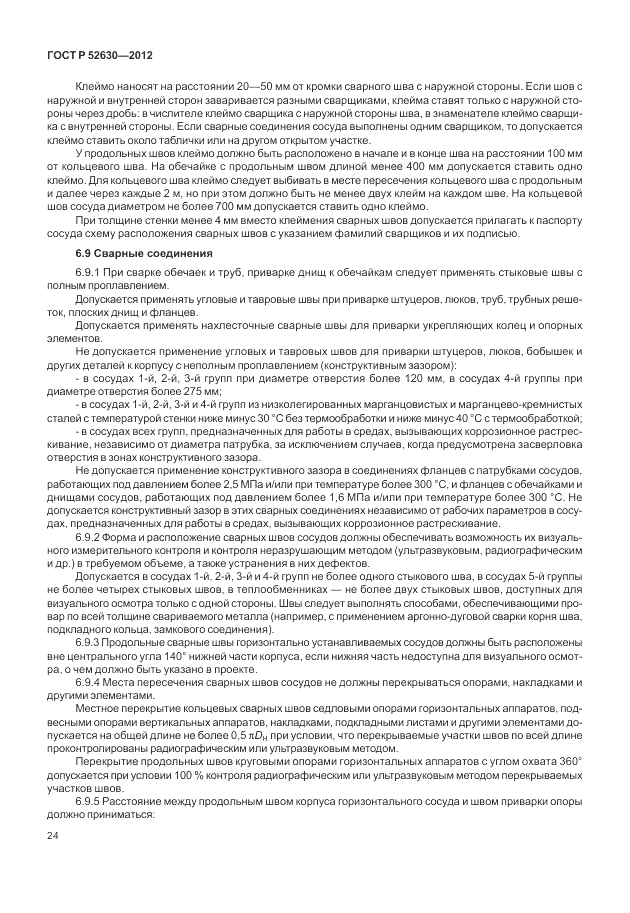 ГОСТ Р 52630—2012
Клеймо наносят на расстоянии 20—50 мм от кромки сварного шва с наружной стороны. Если шов с
наружной и внутренней сторон заваривается разными сварщиками, клейма ставят только с наружной сто-
роны через дробь: в числителе клеймо сварщика с наружной стороны шва, в знаменателе клеймо сварщи-
ка с внутренней стороны. Если сварные соединения сосуда выполнены одним сварщиком, то допускается
клеймо ставить около таблички или на другом открытом участке.
У продольных швов клеймо должно быть расположено в начале и в конце шва на расстоянии 100 мм
от кольцевого шва. На обечайке с продольным швом длиной менее 400 мм допускается ставить одно
клеймо. Для кольцевого шва клеймо следует выбивать в месте пересечения кольцевого шва с продольным
и далее через каждые 2 м, но при этом должно быть не менее двух клейм на каждом шве. На кольцевой
шов сосуда диаметром не более 700 мм допускается ставить одно клеймо.
При толщине стенки менее 4 мм вместо клеймения сварных швов допускается прилагать к паспорту
сосуда схему расположения сварных швов с указанием фамилий сварщиков и их подписью.
6.9 Сварные соединения
6.9.1 При сварке обечаек и труб, приварке днищ к обечайкам следует применять стыковые швы с
полным проплавлением.
Допускается применять угловые и тавровые швы при приварке штуцеров, люков, труб, трубных реше-
ток, плоских днищ и фланцев.
Допускается применять нахлесточные сварные швы для приварки укрепляющих колец и опорных
элементов.
Не допускается применение угловых и тавровых швов для приварки штуцеров, люков, бобышек и
других деталей к корпусу с неполным проплавлением (конструктивным зазором):
- в сосудах 1-й, 2-й, 3-й групп при диаметре отверстия более 120 мм, в сосудах 4-й группы при
диаметре отверстия более 275 мм;
- в сосудах 1-й, 2-й, 3-й и 4-й групп из низколегированных марганцовистых и марганцево-кремнистых
сталей с температурой стенки ниже минус 30 °С без термообработки и ниже минус 40 °С с термообработкой;
- в сосудах всех групп, предназначенных для работы в средах, вызывающих коррозионное растрес-
кивание, независимо от диаметра патрубка, за исключением случаев, когда предусмотрена засверловка
отверстия в зонах конструктивного зазора.
Не допускается применение конструктивного зазора в соединениях фланцев с патрубками сосудов,
работающих под давлением более 2,5 МПа и/или при температуре более 300 °С, и фланцев с обечайками и
днищами сосудов, работающих под давлением более 1,6 МПа и/или при температуре более 300 °С. Не
допускается конструктивный зазор в этих сварных соединениях независимо от рабочих параметров в сосу-
дах, предназначенных для работы в средах, вызывающих коррозионное растрескивание.
6.9.2 Форма и расположение сварных швов сосудов должны обеспечивать возможность их визуаль-
ного измерительного контроля и контроля неразрушающим методом (ультразвуковым, радиографическим
и др.) в требуемом объеме, а также устранения в них дефектов.
Допускается в сосудах 1-й, 2-й, 3-й и 4-й групп не более одного стыкового шва, в сосудах 5-й группы
не более четырех стыковых швов, в теплообменниках — не более двух стыковых швов, доступных для
визуального осмотра только с одной стороны. Швы следует выполнять способами, обеспечивающими про-
вар по всей толщине свариваемого металла (например, с применением аргонно-дуговой сварки корня шва,
подкладного кольца, замкового соединения).
6.9.3 Продольные сварные швы горизонтально устанавливаемых сосудов должны быть расположены
вне центрального угла 140° нижней части корпуса, если нижняя часть недоступна для визуального осмот-
ра, о чем должно быть указано в проекте.
6.9.4 Места пересечения сварных швов сосудов не должны перекрываться опорами, накладками и
другими элементами.
Местное перекрытие кольцевых сварных швов седловыми опорами горизонтальных аппаратов, под-
весными опорами вертикальных аппаратов, накладками, подкладными листами и другими элементами до-
пускается на общей длине не более 0,5 πDн при условии, что перекрываемые участки швов по всей длине
проконтролированы радиографическим или ультразвуковым методом.
Перекрытие продольных швов круговыми опорами горизонтальных аппаратов с углом охвата 360°
допускается при условии 100 % контроля радиографическим или ультразвуковым методом перекрываемых
участков швов.
6.9.5 Расстояние между продольным швом корпуса горизонтального сосуда и швом приварки опоры
должно приниматься:
24